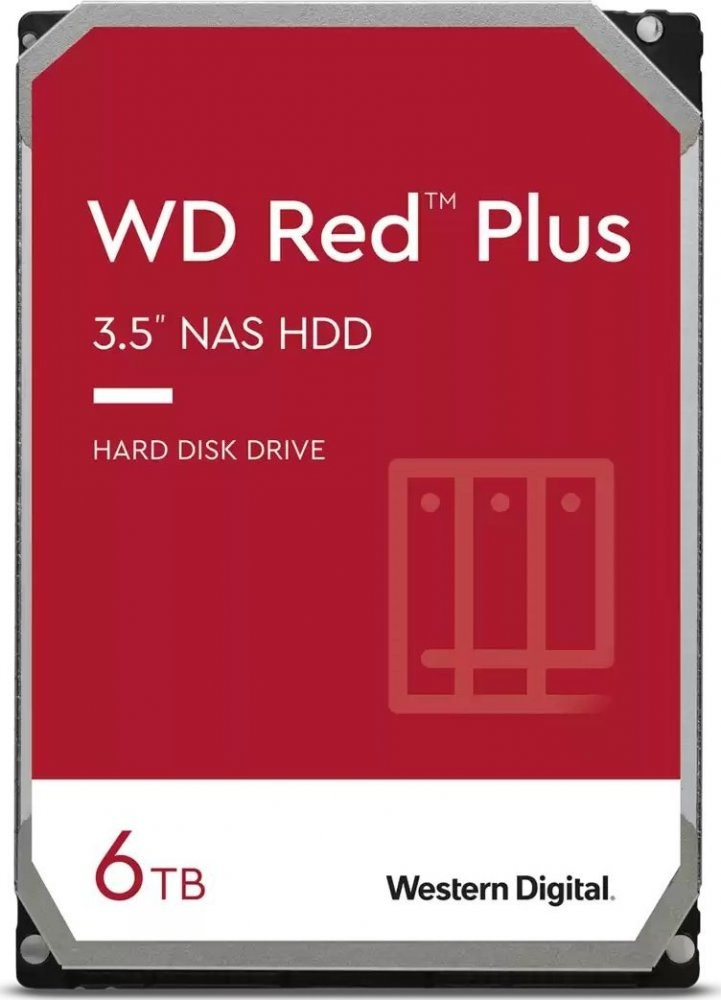 WD Red™ Plus
3.5" NAS HDD
HARD DISK DRIVE
6TB
Western Digital.